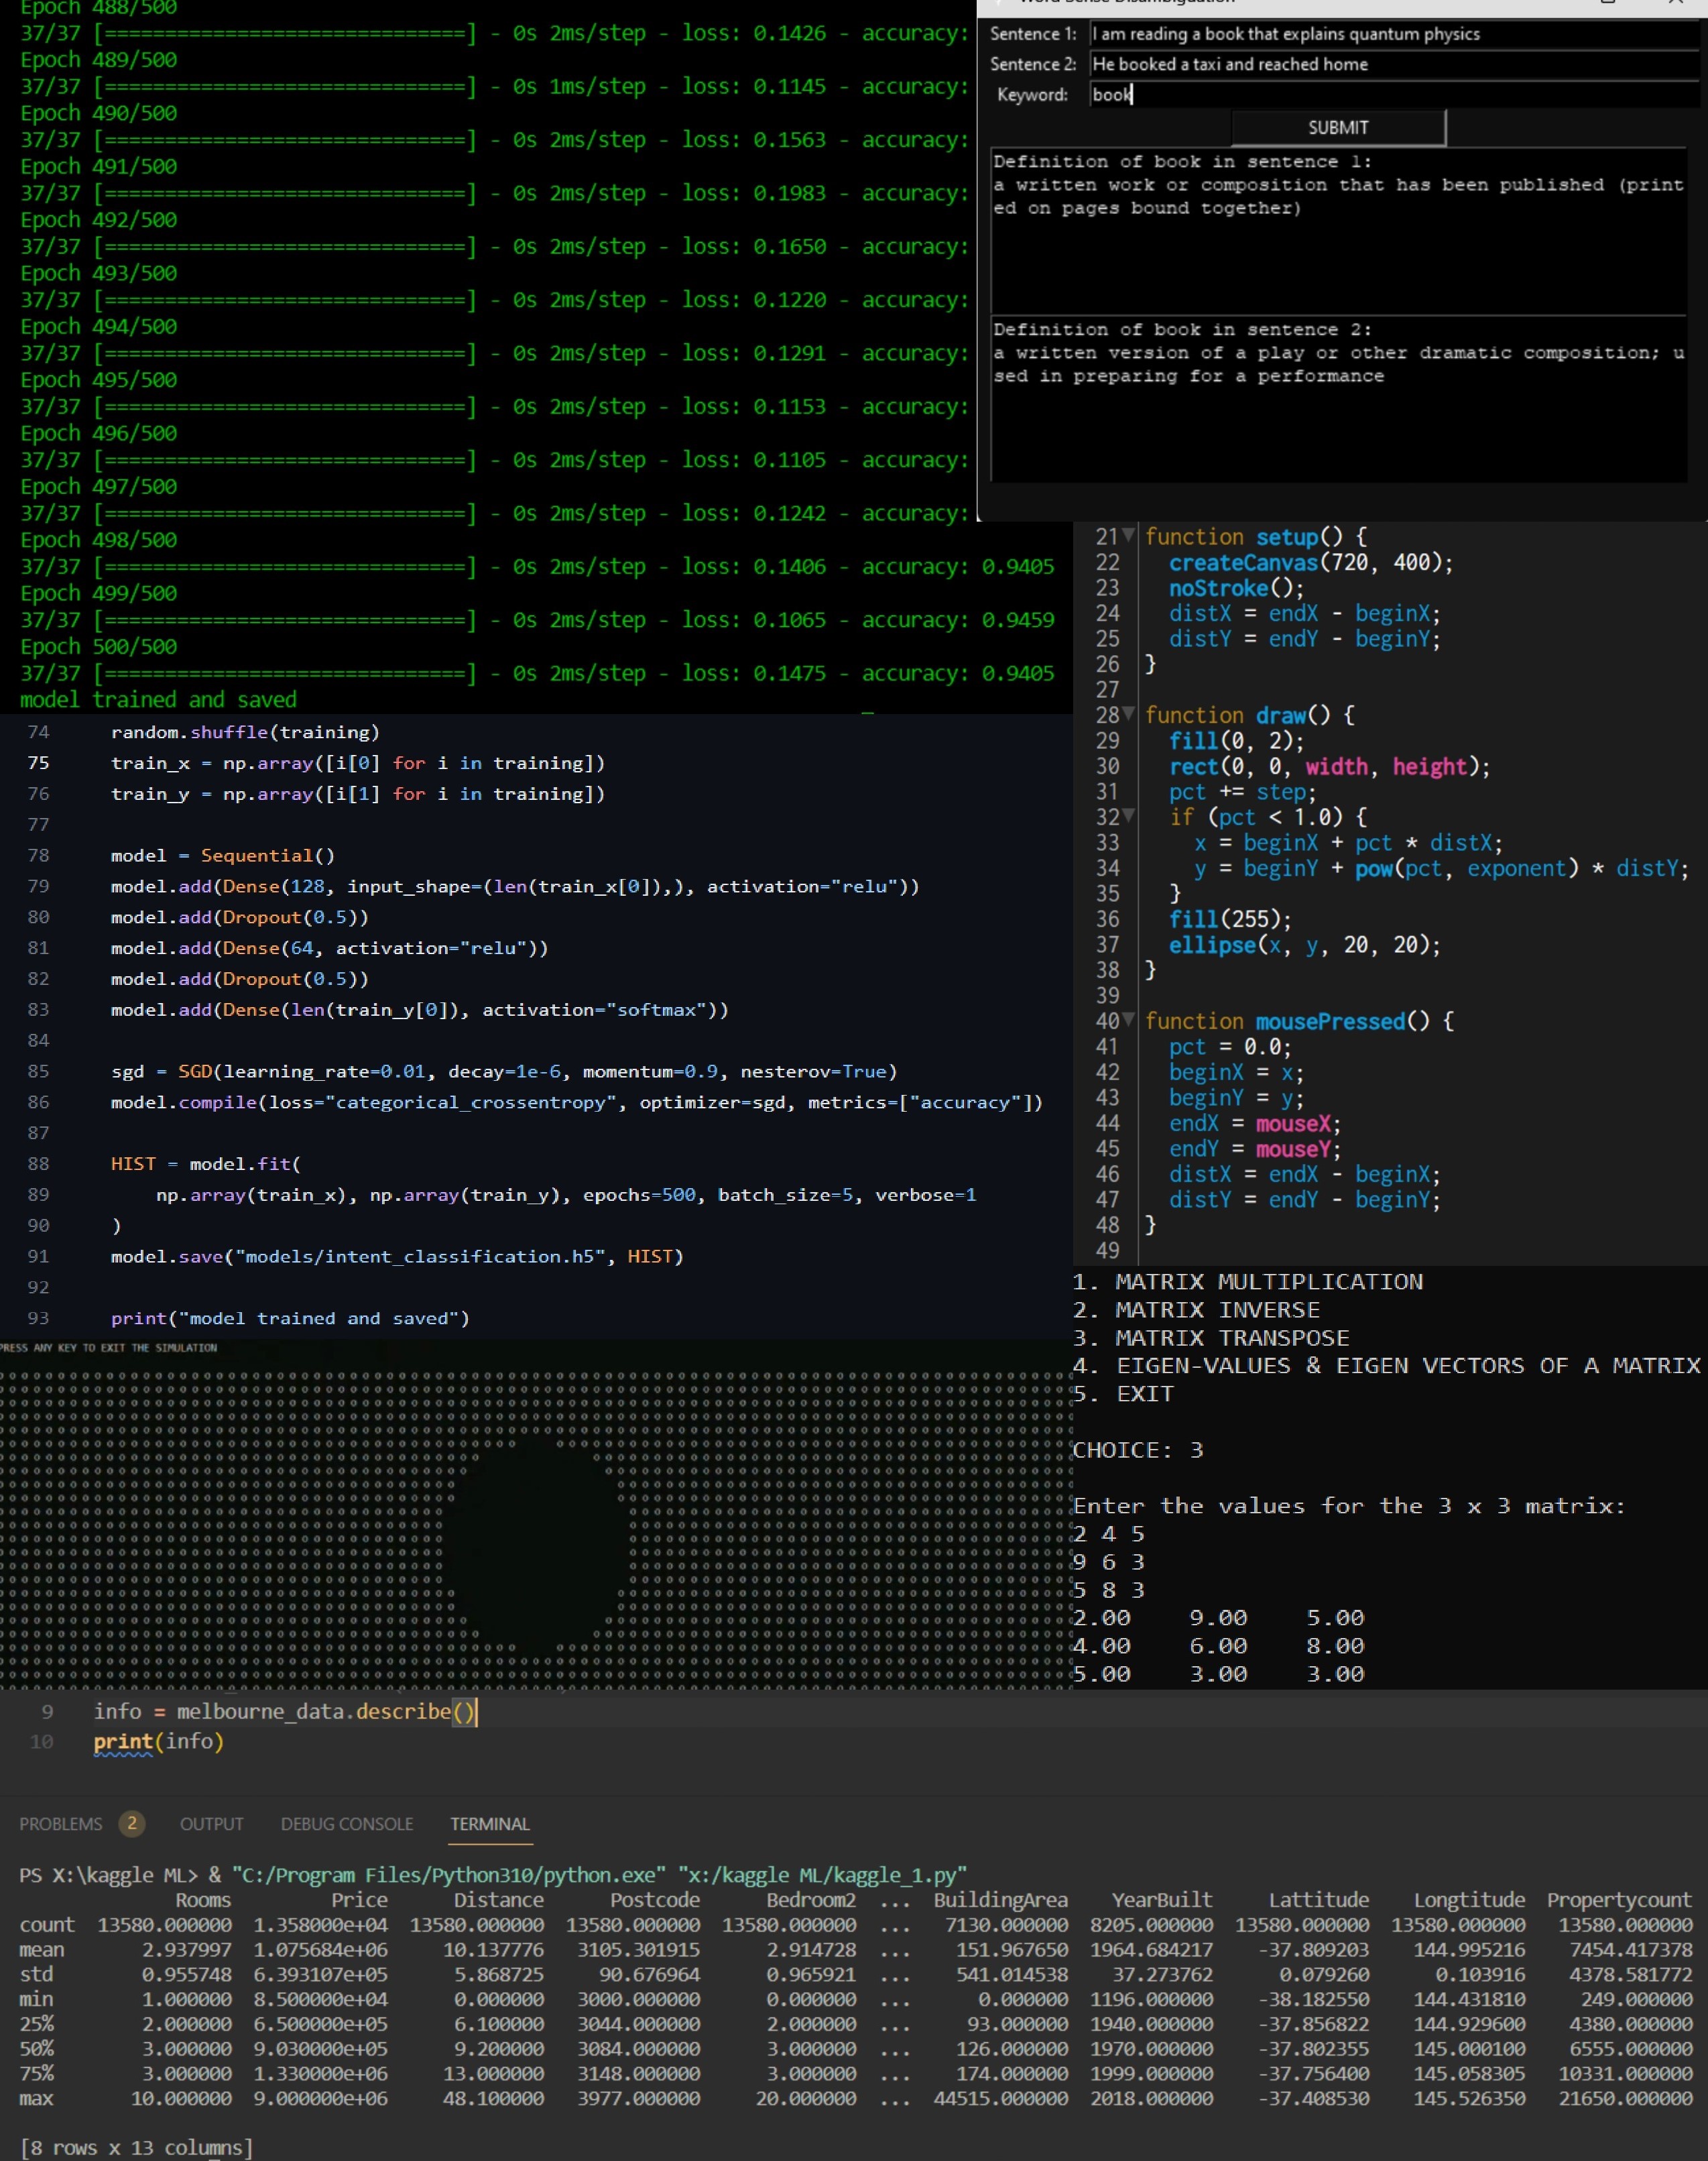 Epoch 488/500
37/37 [==============================] - 0s 2ms/step - loss: 0.1426 - accuracy:
Epoch 489/500
37/37 [==============================] - 0s 1ms/step - loss: 0.1145 - accuracy:
Epoch 490/500
37/37 [==============================] - 0s 2ms/step - loss: 0.1563 - accuracy:
Epoch 491/500
37/37 [==============================] - 0s 2ms/step - loss: 0.1983 - accuracy:
Epoch 492/500
37/37 [==============================] - 0s 2ms/step - loss: 0.1650 - accuracy:
Epoch 493/500
37/37 [==============================] - 0s 2ms/step - loss: 0.1220 - accuracy:
Epoch 494/500
37/37 [==============================] - 0s 2ms/step - loss: 0.1291 - accuracy:
Epoch 495/500
37/37 [==============================] - 0s 2ms/step - loss: 0.1153 - accuracy:
Epoch 496/500
37/37 [==============================] - 0s 2ms/step - loss: 0.1105 - accuracy:
Epoch 497/500
37/37 [==============================] - 0s 2ms/step - loss: 0.1242 - accuracy:
Epoch 498/500
37/37 [==============================] - 0s 2ms/step - loss: 0.1406 - accuracy: 0.9405
Epoch 499/500
37/37 [==============================] - 0s 2ms/step - loss: 0.1065 - accuracy: 0.9459
Epoch 500/500
37/37 [==============================] - 0s 2ms/step - loss: 0.1475 - accuracy: 0.9405
model trained and saved
Word Sense Disambiguation
Sentence 1: I am reading a book that explains quantum physics
Sentence 2: He booked a taxi and reached home
Keyword: book
SUBMIT
Definition of book in sentence 1:
a written work or composition that has been published (print
ed on pages bound together)
Definition of book in sentence 2:
a written version of a play or other dramatic composition; u
sed in preparing for a performance
21 function setup() {
22 createCanvas(720, 400);
23 noStroke();
24 distX = endX - beginX;
25 distY = endY - beginY;
26 }
27
28 function draw() {
29 fill(0, 2);
30 rect(0, 0, width, height);
31 pct += step;
32 if (pct < 1.0) {
33 x = beginX + pct * distX;
34 y = beginY + pow(pct, exponent) * distY;
35 }
36 fill(255);
37 ellipse(x, y, 20, 20);
38 }
39
40 function mousePressed() {
41 pct = 0.0;
42 beginX = x;
43 beginY = y;
44 endX = mouseX;
45 endY = mouseY;
46 distX = endX - beginX;
47 distY = endY - beginY;
48 }
49
74 random.shuffle(training)
75 train_x = np.array([i[0] for i in training])
76 train_y = np.array([i[1] for i in training])
77
78 model = Sequential()
79 model.add(Dense(128, input_shape=(len(train_x[0]),), activation="relu"))
80 model.add(Dropout(0.5))
81 model.add(Dense(64, activation="relu"))
82 model.add(Dropout(0.5))
83 model.add(Dense(len(train_y[0]), activation="softmax"))
84
85 sgd = SGD(learning_rate=0.01, decay=1e-6, momentum=0.9, nesterov=True)
86 model.compile(loss="categorical_crossentropy", optimizer=sgd, metrics=["accuracy"])
87
88 HIST = model.fit(
89 np.array(train_x), np.array(train_y), epochs=500, batch_size=5, verbose=1
90 )
91 model.save("models/intent_classification.h5", HIST)
92
93 print("model trained and saved")
PRESS ANY KEY TO EXIT THE SIMULATION
1. MATRIX MULTIPLICATION
2. MATRIX INVERSE
3. MATRIX TRANSPOSE
4. EIGEN-VALUES & EIGEN VECTORS OF A MATRIX
5. EXIT
CHOICE: 3
Enter the values for the 3 x 3 matrix:
2 4 5
9 6 3
5 8 3
2.00 9.00 5.00
4.00 6.00 8.00
5.00 3.00 3.00
9 info = melbourne_data.describe()
10 print(info)
PROBLEMS 2 OUTPUT DEBUG CONSOLE TERMINAL
PS X:\kaggle ML> & "C:/Program Files/Python310/python.exe" "x:/kaggle ML/kaggle_1.py"
Rooms Price Distance Postcode Bedroom2 ... BuildingArea YearBuilt Lattitude Longtitude Propertycount
count 13580.000000 1.358000e+04 13580.000000 13580.000000 13580.000000 ... 7130.000000 8205.000000 13580.000000 13580.000000 13580.000000
mean 2.937997 1.075684e+06 10.137776 3105.301915 2.914728 ... 151.967650 1964.684217 -37.809203 144.995216 7454.417378
std 0.955748 6.393107e+05 5.868725 90.676964 0.965921 ... 541.014538 37.273762 0.079260 0.103916 4378.581772
min 1.000000 8.500000e+04 0.000000 3000.000000 0.000000 ... 0.000000 1196.000000 -38.182550 144.431810 249.000000
25% 2.000000 6.500000e+05 6.100000 3044.000000 2.000000 ... 93.000000 1940.000000 -37.856822 144.929600 4380.000000
50% 3.000000 9.030000e+05 9.200000 3084.000000 3.000000 ... 126.000000 1970.000000 -37.802355 145.000100 6555.000000
75% 3.000000 1.330000e+06 13.000000 3148.000000 3.000000 ... 174.000000 1999.000000 -37.756400 145.058305 10331.000000
max 10.000000 9.000000e+06 48.100000 3977.000000 20.000000 ... 44515.000000 2018.000000 -37.408530 145.526350 21650.000000
[8 rows x 13 columns]